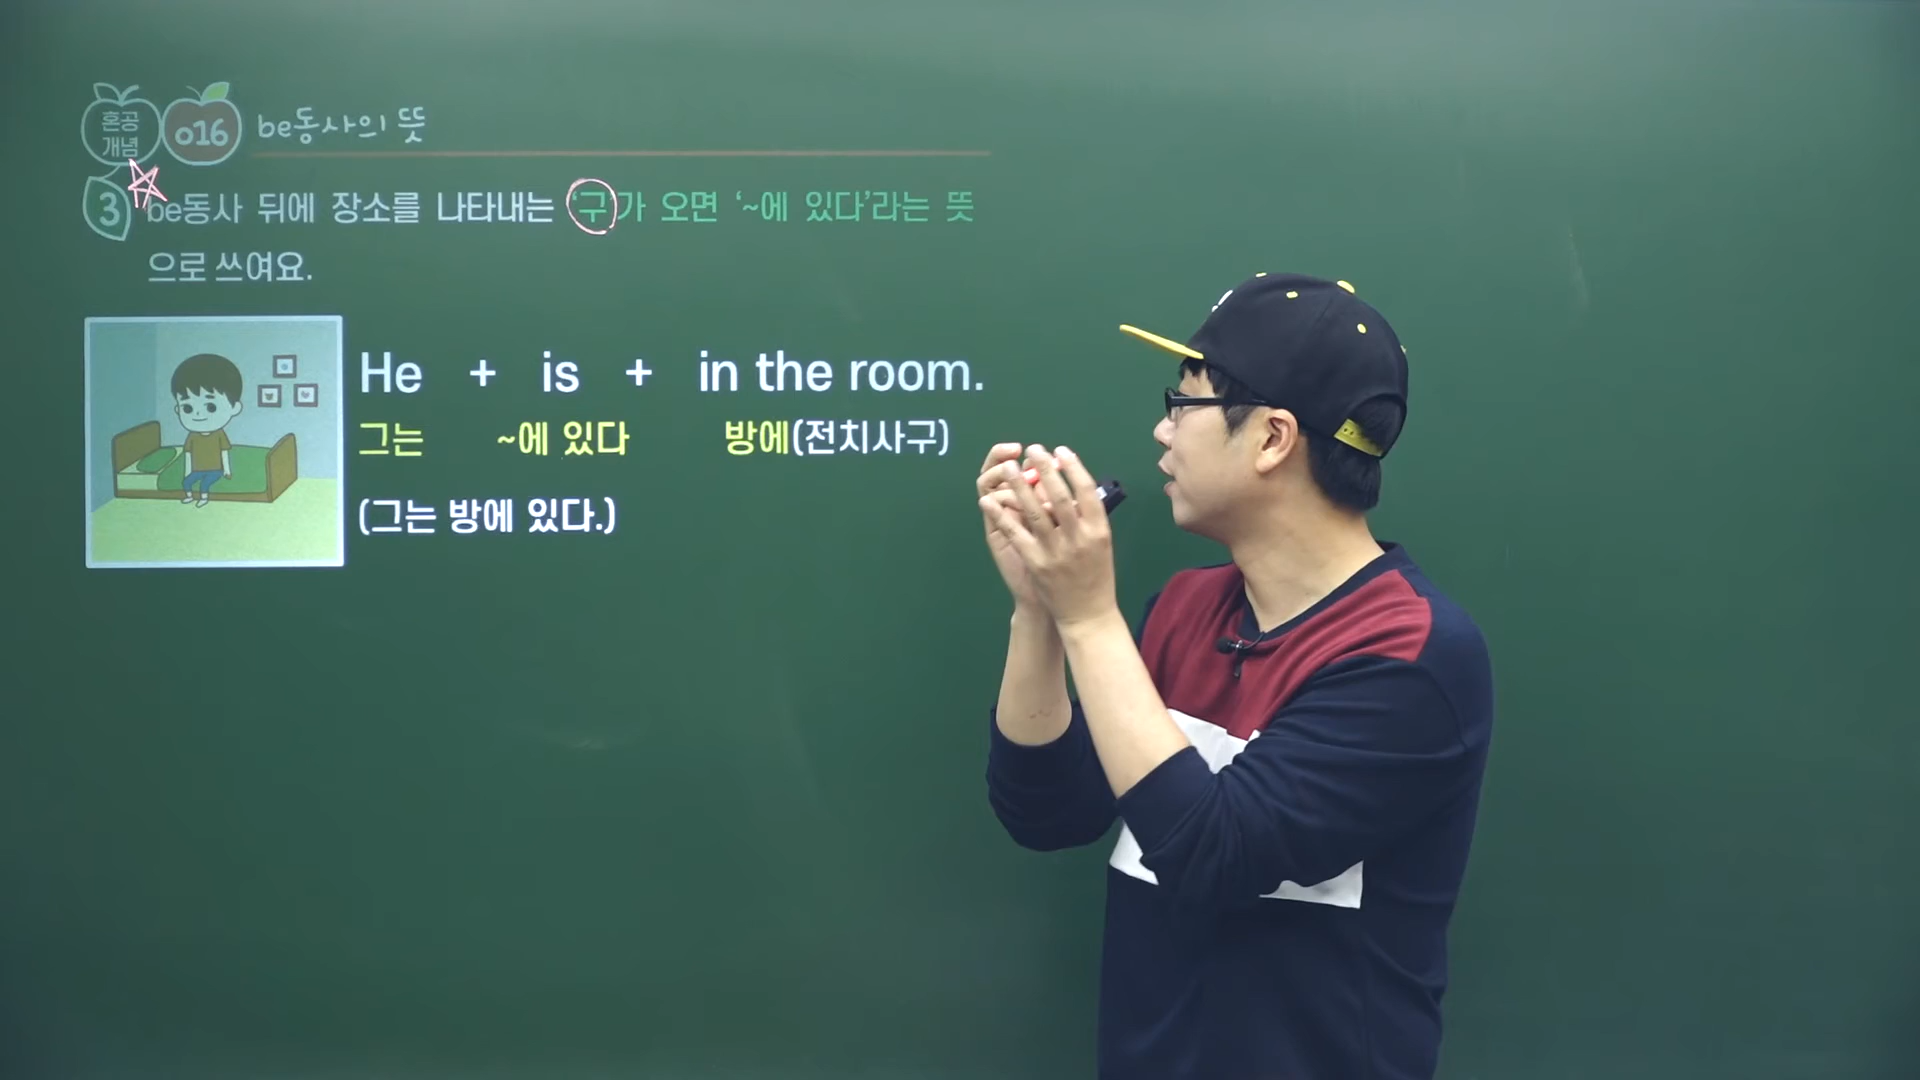 혼공
개념
016 be동사의 뜻
3 be동사 뒤에 장소를 나타내는 '구'가 오면 '~에 있다'라는 뜻
으로 쓰여요.
He + is + in the room.
그는 ~에 있다 방에(전치사구)
(그는 방에 있다.)